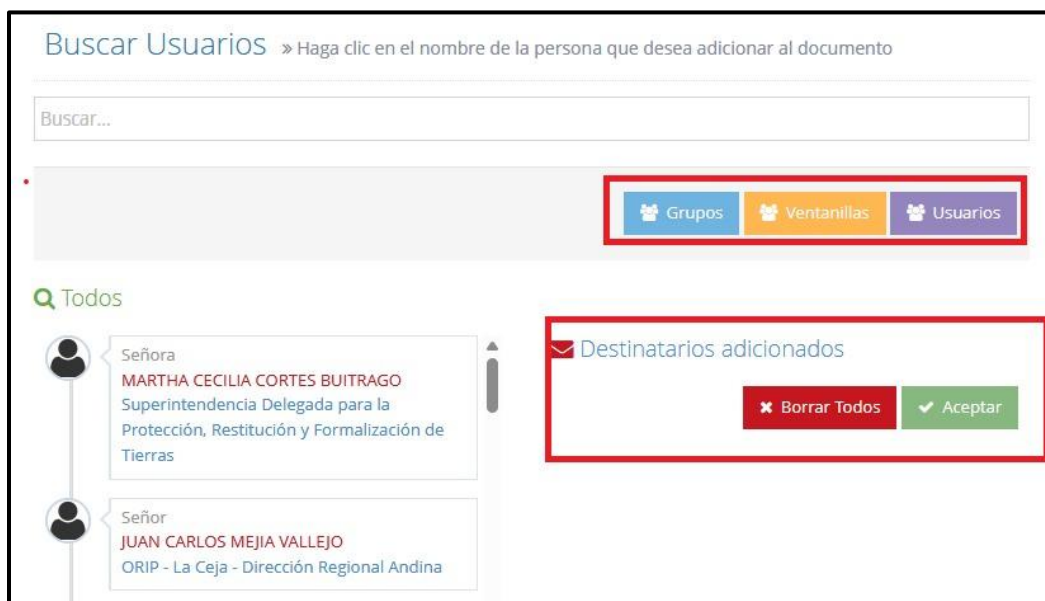 Buscar Usuarios » Haga clic en el nombre de la persona que desea adicionar al documento
Buscar...
Grupos Ventanillas Usuarios
Todos
Señora
MARTHA CECILIA CORTES BUITRAGO
Superintendencia Delegada para la
Protección, Restitución y Formalización de
Tierras
Señor
JUAN CARLOS MEJIA VALLEJO
ORIP - La Ceja - Dirección Regional Andina
Destinatarios adicionados
Borrar Todos Aceptar